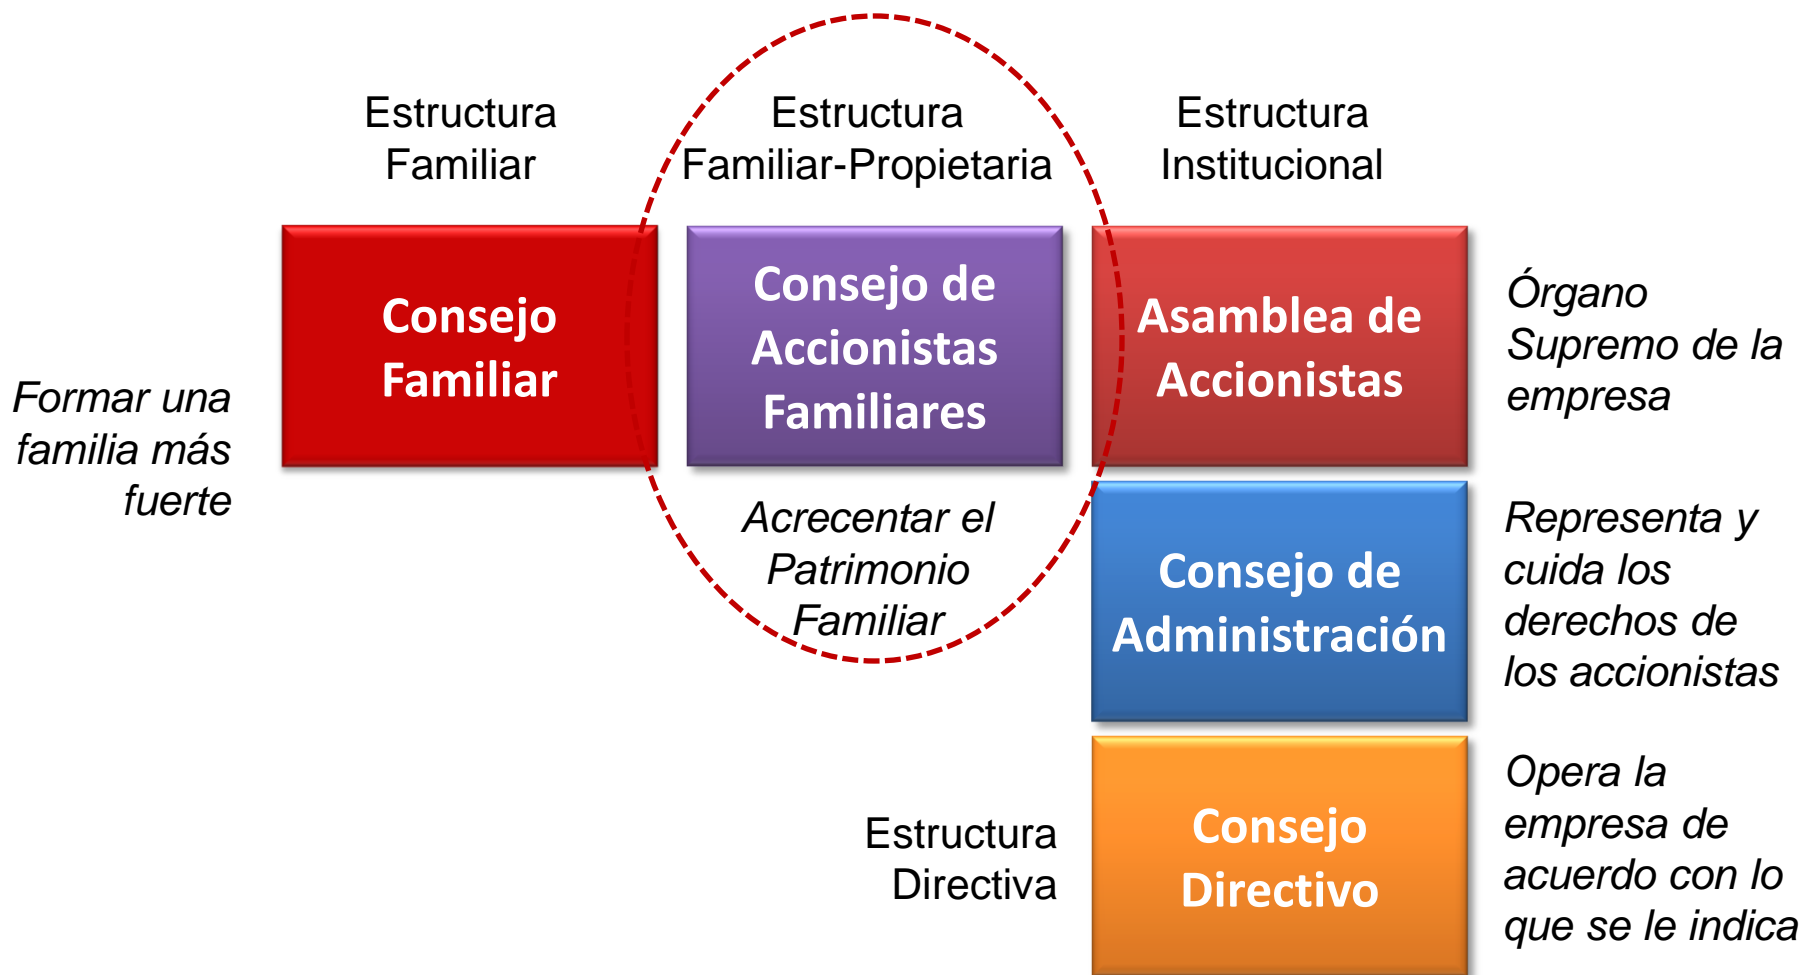 Estructura
Familiar
Estructura
Familiar-Propietaria
Estructura
Institucional
Formar una
familia más
fuerte
Consejo
Familiar
Consejo de
Accionistas
Familiares
Acrecentar el
Patrimonio
Familiar
Asamblea de
Accionistas
Órgano
Supremo de la
empresa
Consejo de
Administración
Representa y
cuida los
derechos de
los accionistas
Estructura
Directiva
Consejo
Directivo
Opera la
empresa de
acuerdo con lo
que se le indica